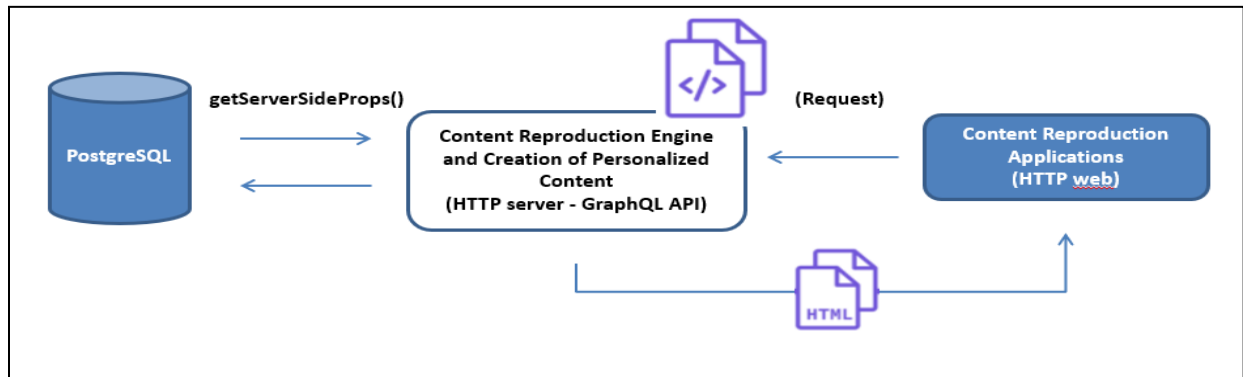 getServerSideProps()
(Request)
</>
PostgreSQL
Content Reproduction Engine
and Creation of Personalized
Content
(HTTP server - GraphQL API)
Content Reproduction
Applications
(HTTP web)
HTML